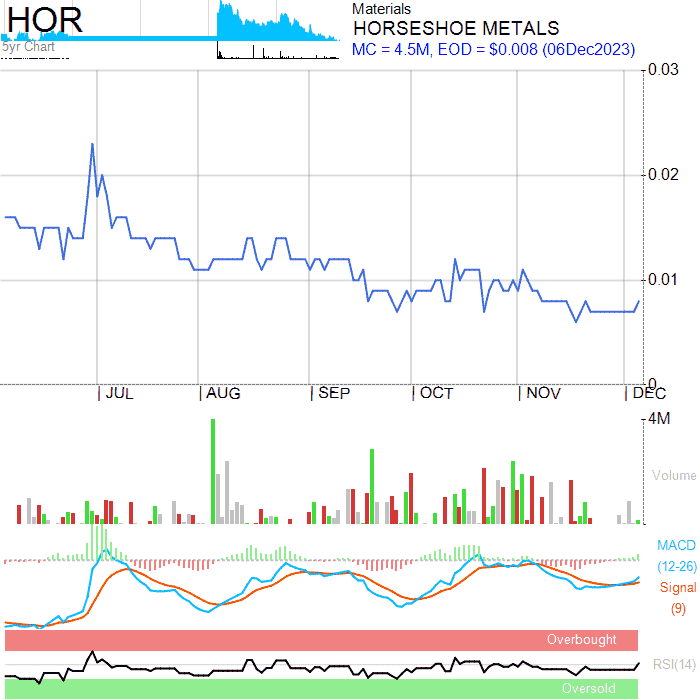 HOR
5yr Chart
Materials
HORSESHOE METALS
MC = 4.5M, EOD = $0.008 (06Dec2023)
0.03
0.02
0.01
0
JUL AUG SEP OCT NOV DEC
4M
Volume
MACD
(12-26)
Signal
(9)
Overbought
RSI(14)
Oversold